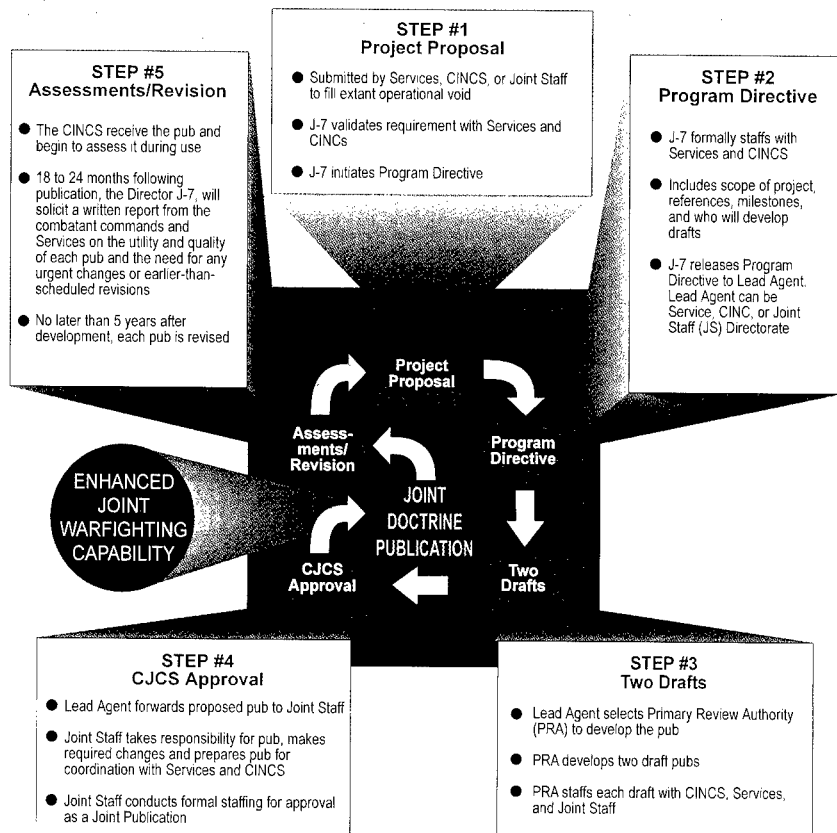 STEP #1
Project Proposal
● Submitted by Services, CINCS, or Joint Staff
to fill extant operational void
● J-7 validates requirement with Services and
CINCs
● J-7 initiates Program Directive
STEP #2
Program Directive
● J-7 formally staffs with
Services and CINCS
● Includes scope of project,
references, milestones,
and who will develop
drafts
● J-7 releases Program
Directive to Lead Agent.
Lead Agent can be
Service, CINC, or Joint
Staff (JS) Directorate
STEP #3
Two Drafts
● Lead Agent selects Primary Review Authority
(PRA) to develop the pub
● PRA develops two draft pubs
● PRA staffs each draft with CINCS, Services,
and Joint Staff
STEP #4
CJCS Approval
● Lead Agent forwards proposed pub to Joint Staff
● Joint Staff takes responsibility for pub, makes
required changes and prepares pub for
coordination with Services and CINCS
● Joint Staff conducts formal staffing for approval
as a Joint Publication
STEP #5
Assessments/Revision
● The CINCS receive the pub and
begin to assess it during use
● 18 to 24 months following
publication, the Director J-7, will
solicit a written report from the
combatant commands and
Services on the utility and quality
of each pub and the need for any
urgent changes or earlier-than-
scheduled revisions
● No later than 5 years after
development, each pub is revised
Project
Proposal
Program
Directive
Two
Drafts
CJCS
Approval
Assess-
ments/
Revision
JOINT
DOCTRINE
PUBLICATION
ENHANCED
JOINT
WARFIGHTING
CAPABILITY